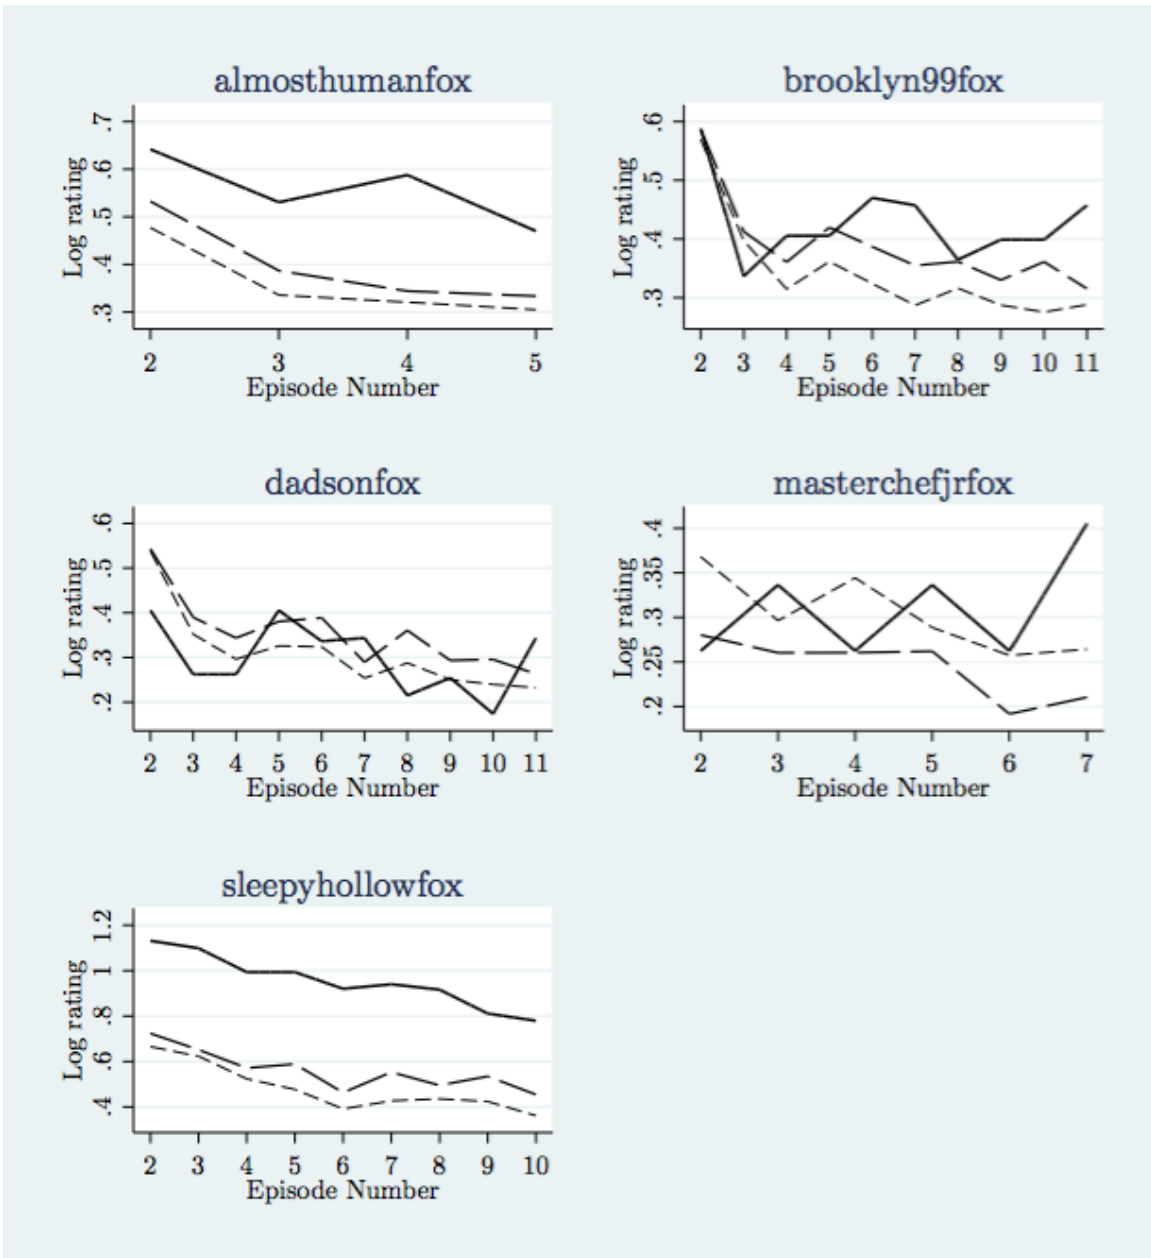 almosthumanfox
Log rating
.7
.6
.5
.4
.3
2 3 4 5
Episode Number
brooklyn99fox
Log rating
.6
.5
.4
.3
2 3 4 5 6 7 8 9 10 11
Episode Number
dadsonfox
Log rating
.6
.5
.4
.3
.2
2 3 4 5 6 7 8 9 10 11
Episode Number
masterchefjrfox
Log rating
.4
.35
.3
.25
.2
2 3 4 5 6 7
Episode Number
sleepyhollowfox
Log rating
1.2
1
.8
.6
.4
2 3 4 5 6 7 8 9 10
Episode Number